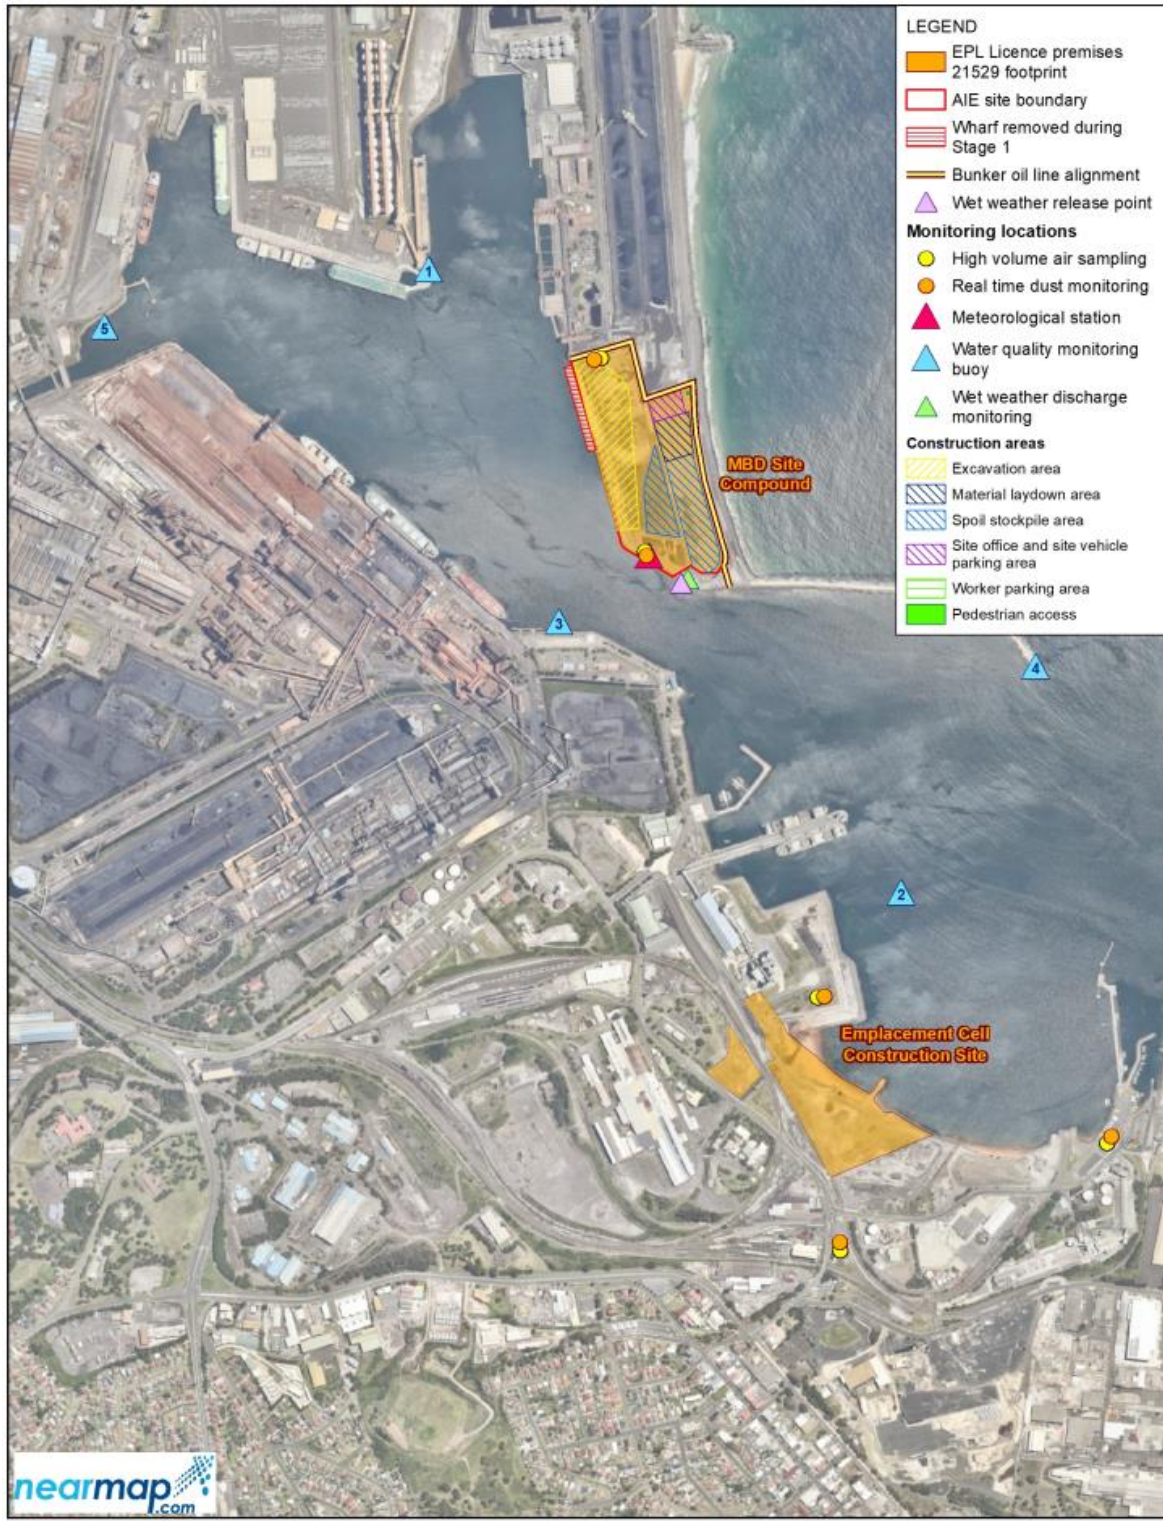 LEGEND
EPL Licence premises
21529 footprint
AIE site boundary
Wharf removed during
Stage 1
Bunker oil line alignment
Wet weather release point
Monitoring locations
High volume air sampling
Real time dust monitoring
Meteorological station
Water quality monitoring
buoy
Wet weather discharge
monitoring
Construction areas
Excavation area
Material laydown area
Spoil stockpile area
Site office and site vehicle
parking area
Worker parking area
Pedestrian access
1
5
MBD Site
Compound
3
4
2
Emplacement Cell
Construction Site
nearmap
.com